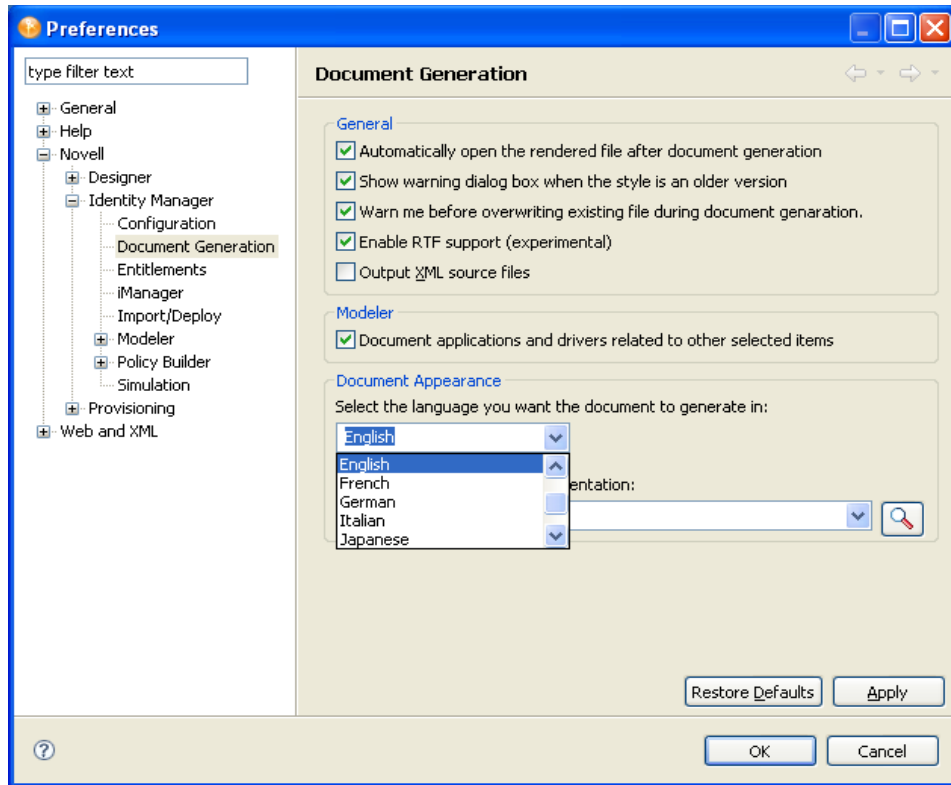 Preferences
type filter text
General
Help
Novell
Designer
Identity Manager
Configuration
Document Generation
Entitlements
iManager
Import/Deploy
Modeler
Policy Builder
Simulation
Provisioning
Web and XML
Document Generation
General
Automatically open the rendered file after document generation
Show warning dialog box when the style is an older version
Warn me before overwriting existing file during document genaration.
Enable RTF support (experimental)
Output XML source files
Modeler
Document applications and drivers related to other selected items
Document Appearance
Select the language you want the document to generate in:
English
English
French
German
Italian
Japanese
entation:
Restore Defaults
Apply
?
OK
Cancel